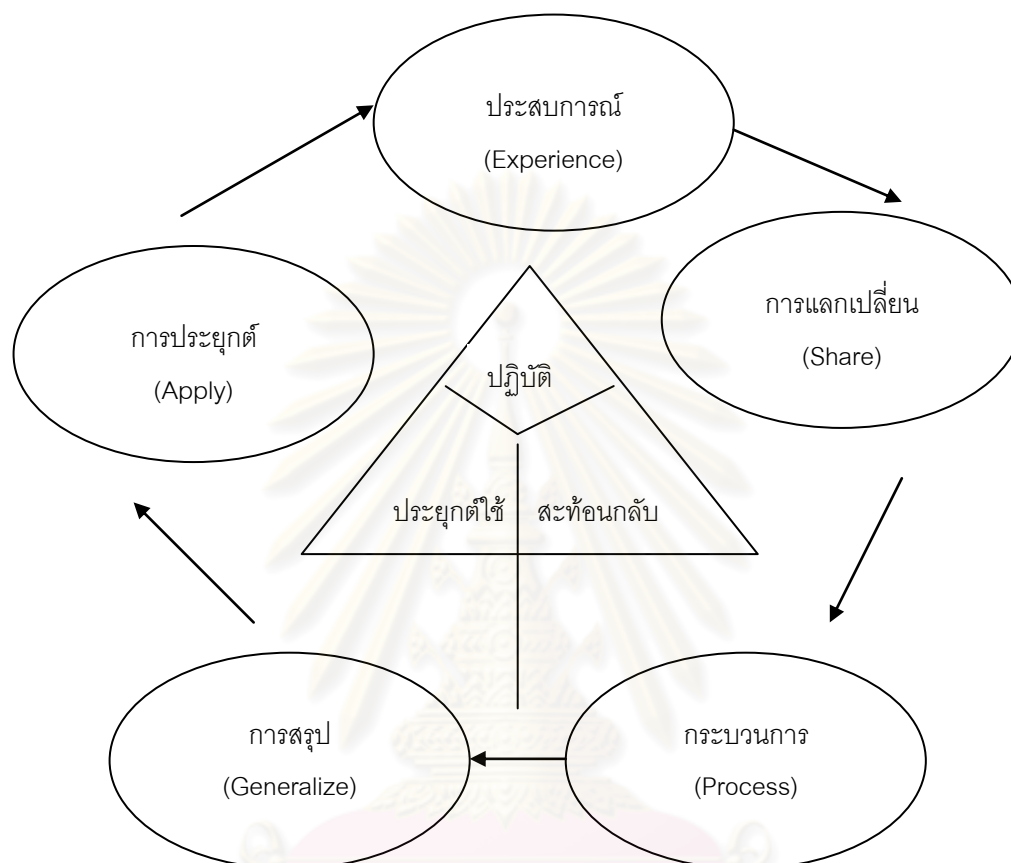 ประสบการณ์
(Experience)
การแลกเปลี่ยน
(Share)
การประยุกต์
(Apply)
ปฏิบัติ
ประยุกต์ใช้
สะท้อนกลับ
การสรุป
(Generalize)
กระบวนการ
(Process)